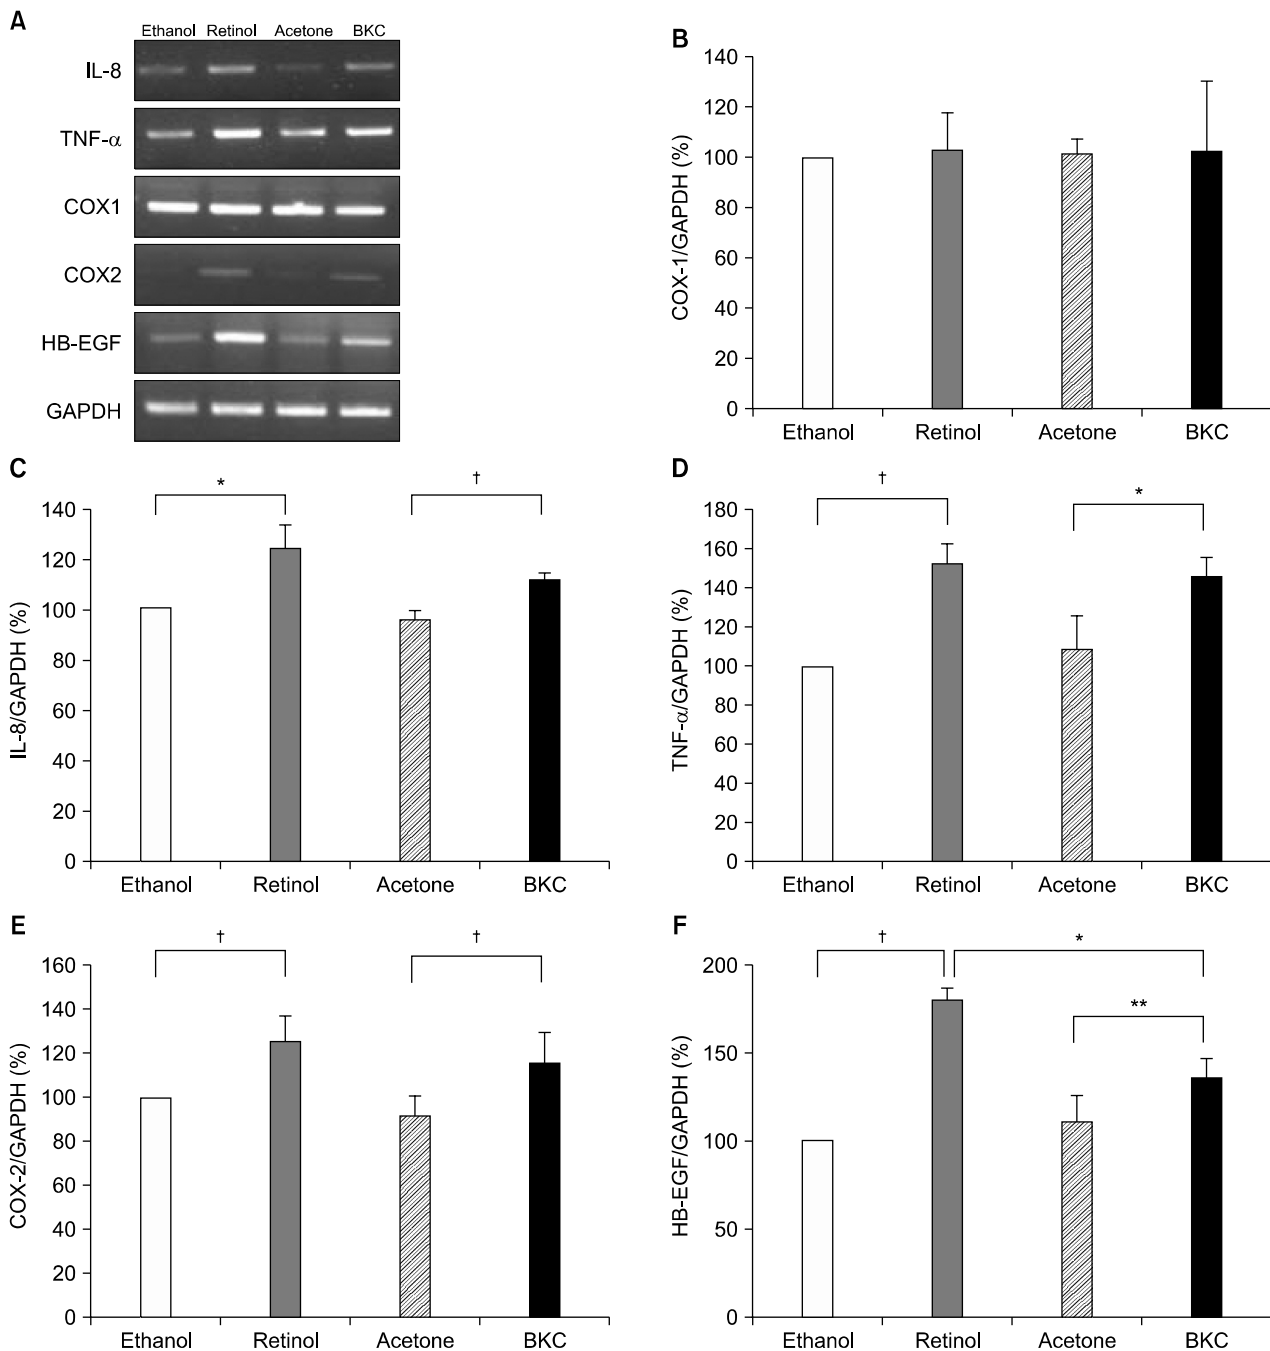 A
Ethanol Retinol Acetone BKC
IL-8
TNF-α
COX1
COX2
HB-EGF
GAPDH
B
COX-1/GAPDH (%)
140
120
100
80
60
40
20
0
Ethanol Retinol Acetone BKC
C
IL-8/GAPDH (%)
* †
140
120
100
80
60
40
20
0
Ethanol Retinol Acetone BKC
D
TNF-α/GAPDH (%)
† *
180
160
140
120
100
80
60
40
20
0
Ethanol Retinol Acetone BKC
E
COX-2/GAPDH (%)
† †
160
140
120
100
80
60
40
20
0
Ethanol Retinol Acetone BKC
F
HB-EGF/GAPDH (%)
† *
**
200
150
100
50
0
Ethanol Retinol Acetone BKC